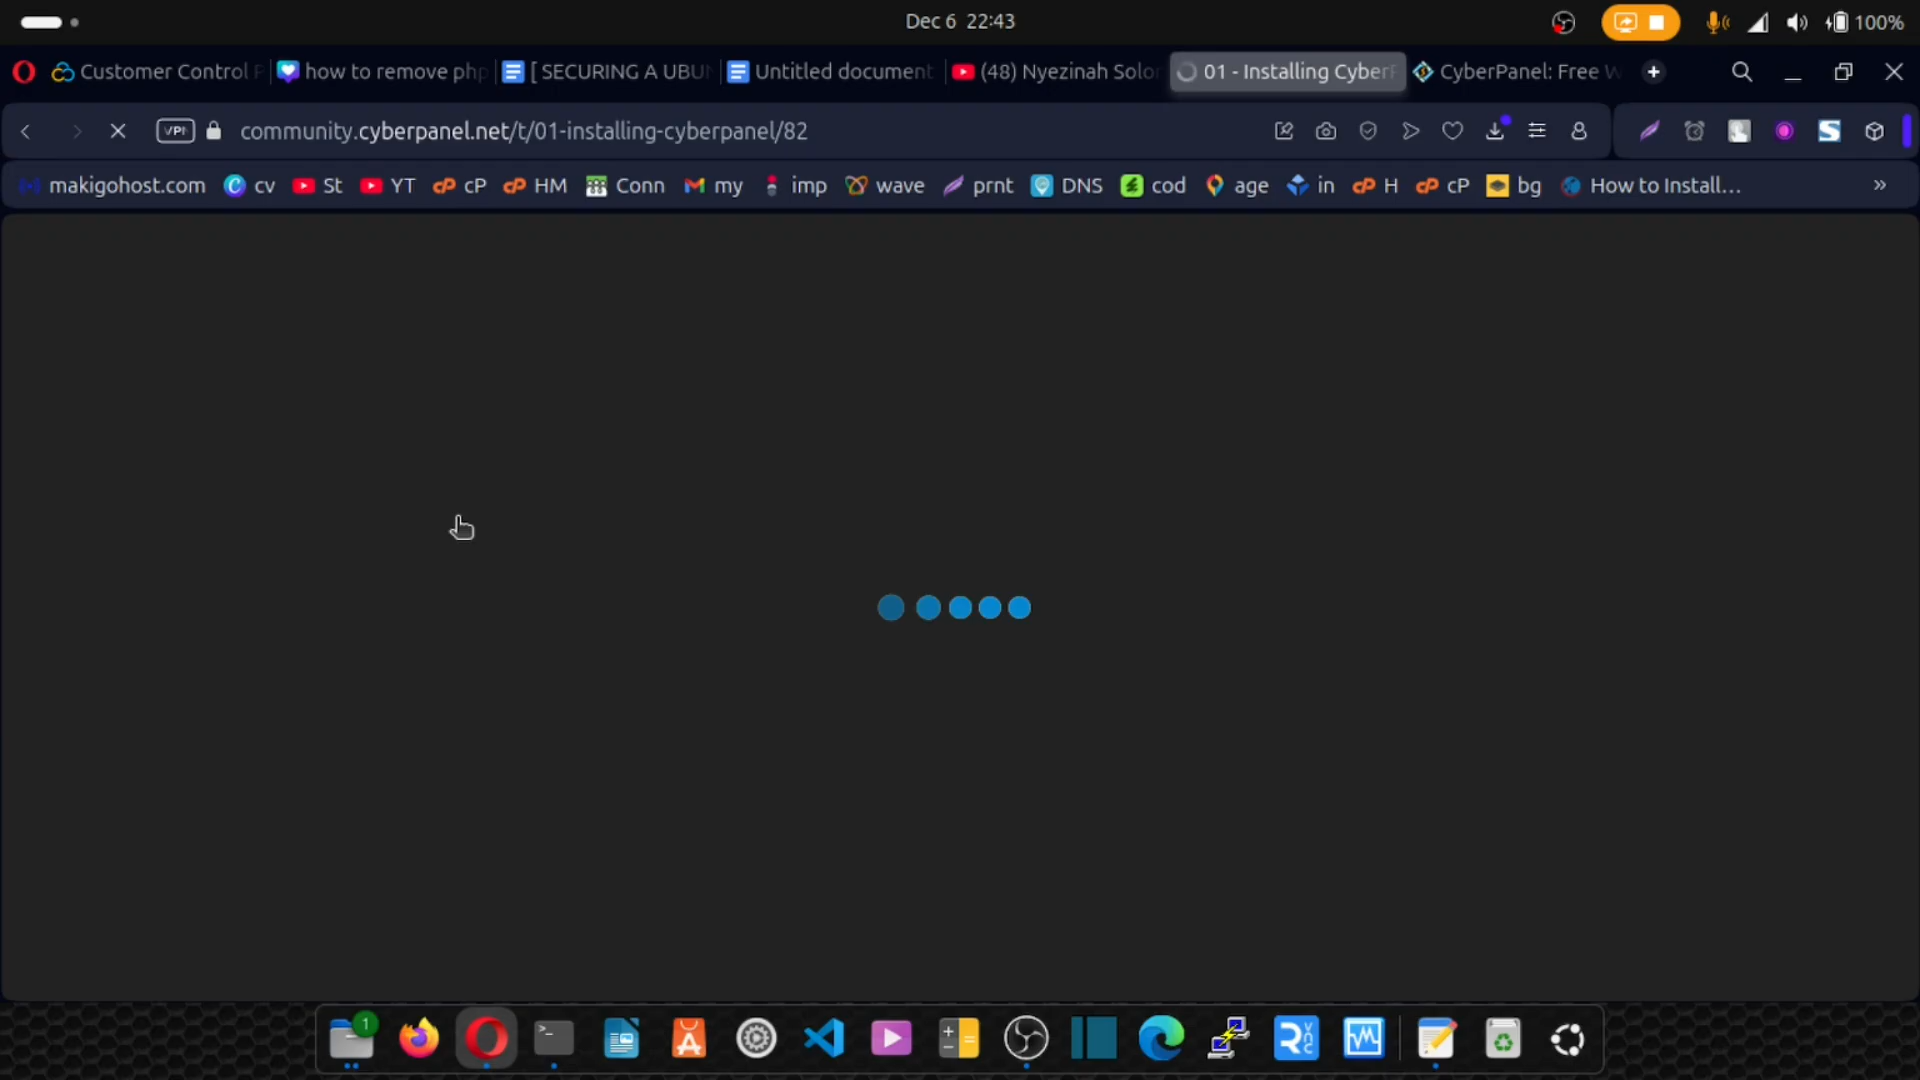 Dec 6 22:43
100%
Customer Control P
how to remove php
[ SECURING A UBU
Untitled document
(48) Nyezinah Solo
01 - Installing CyberP
CyberPanel: Free W
VPN
community.cyberpanel.net/t/01-installing-cyberpanel/82
makigohost.com
cv
St
YT
cP
HM
Conn
my
imp
wave
prnt
DNS
cod
age
in
H
cP
bg
How to Install...
1